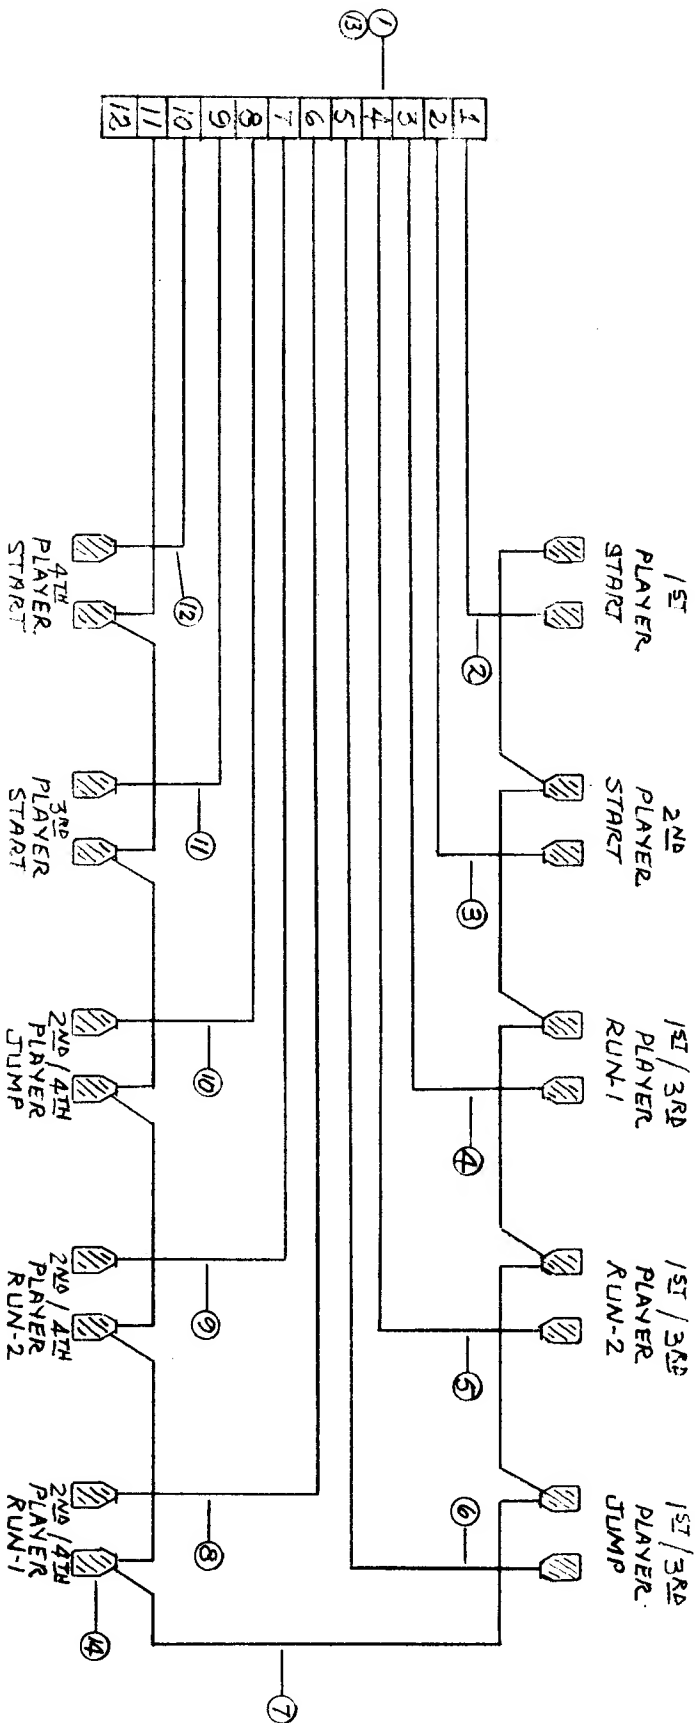 1ST
PLAYER
START
2ND
PLAYER
START
1ST / 3RD
PLAYER
RUN-1
1ST / 3RD
PLAYER
RUN-2
1ST / 3RD
PLAYER
JUMP
2
3
4
5
6
1
13
1
2
3
4
5
6
7
8
9
10
11
12
7
12
11
10
9
8
14
4TH
PLAYER
START
3RD
PLAYER
START
2ND / 4TH
PLAYER
JUMP
2ND / 4TH
PLAYER
RUN-2
2ND / 4TH
PLAYER
RUN-1